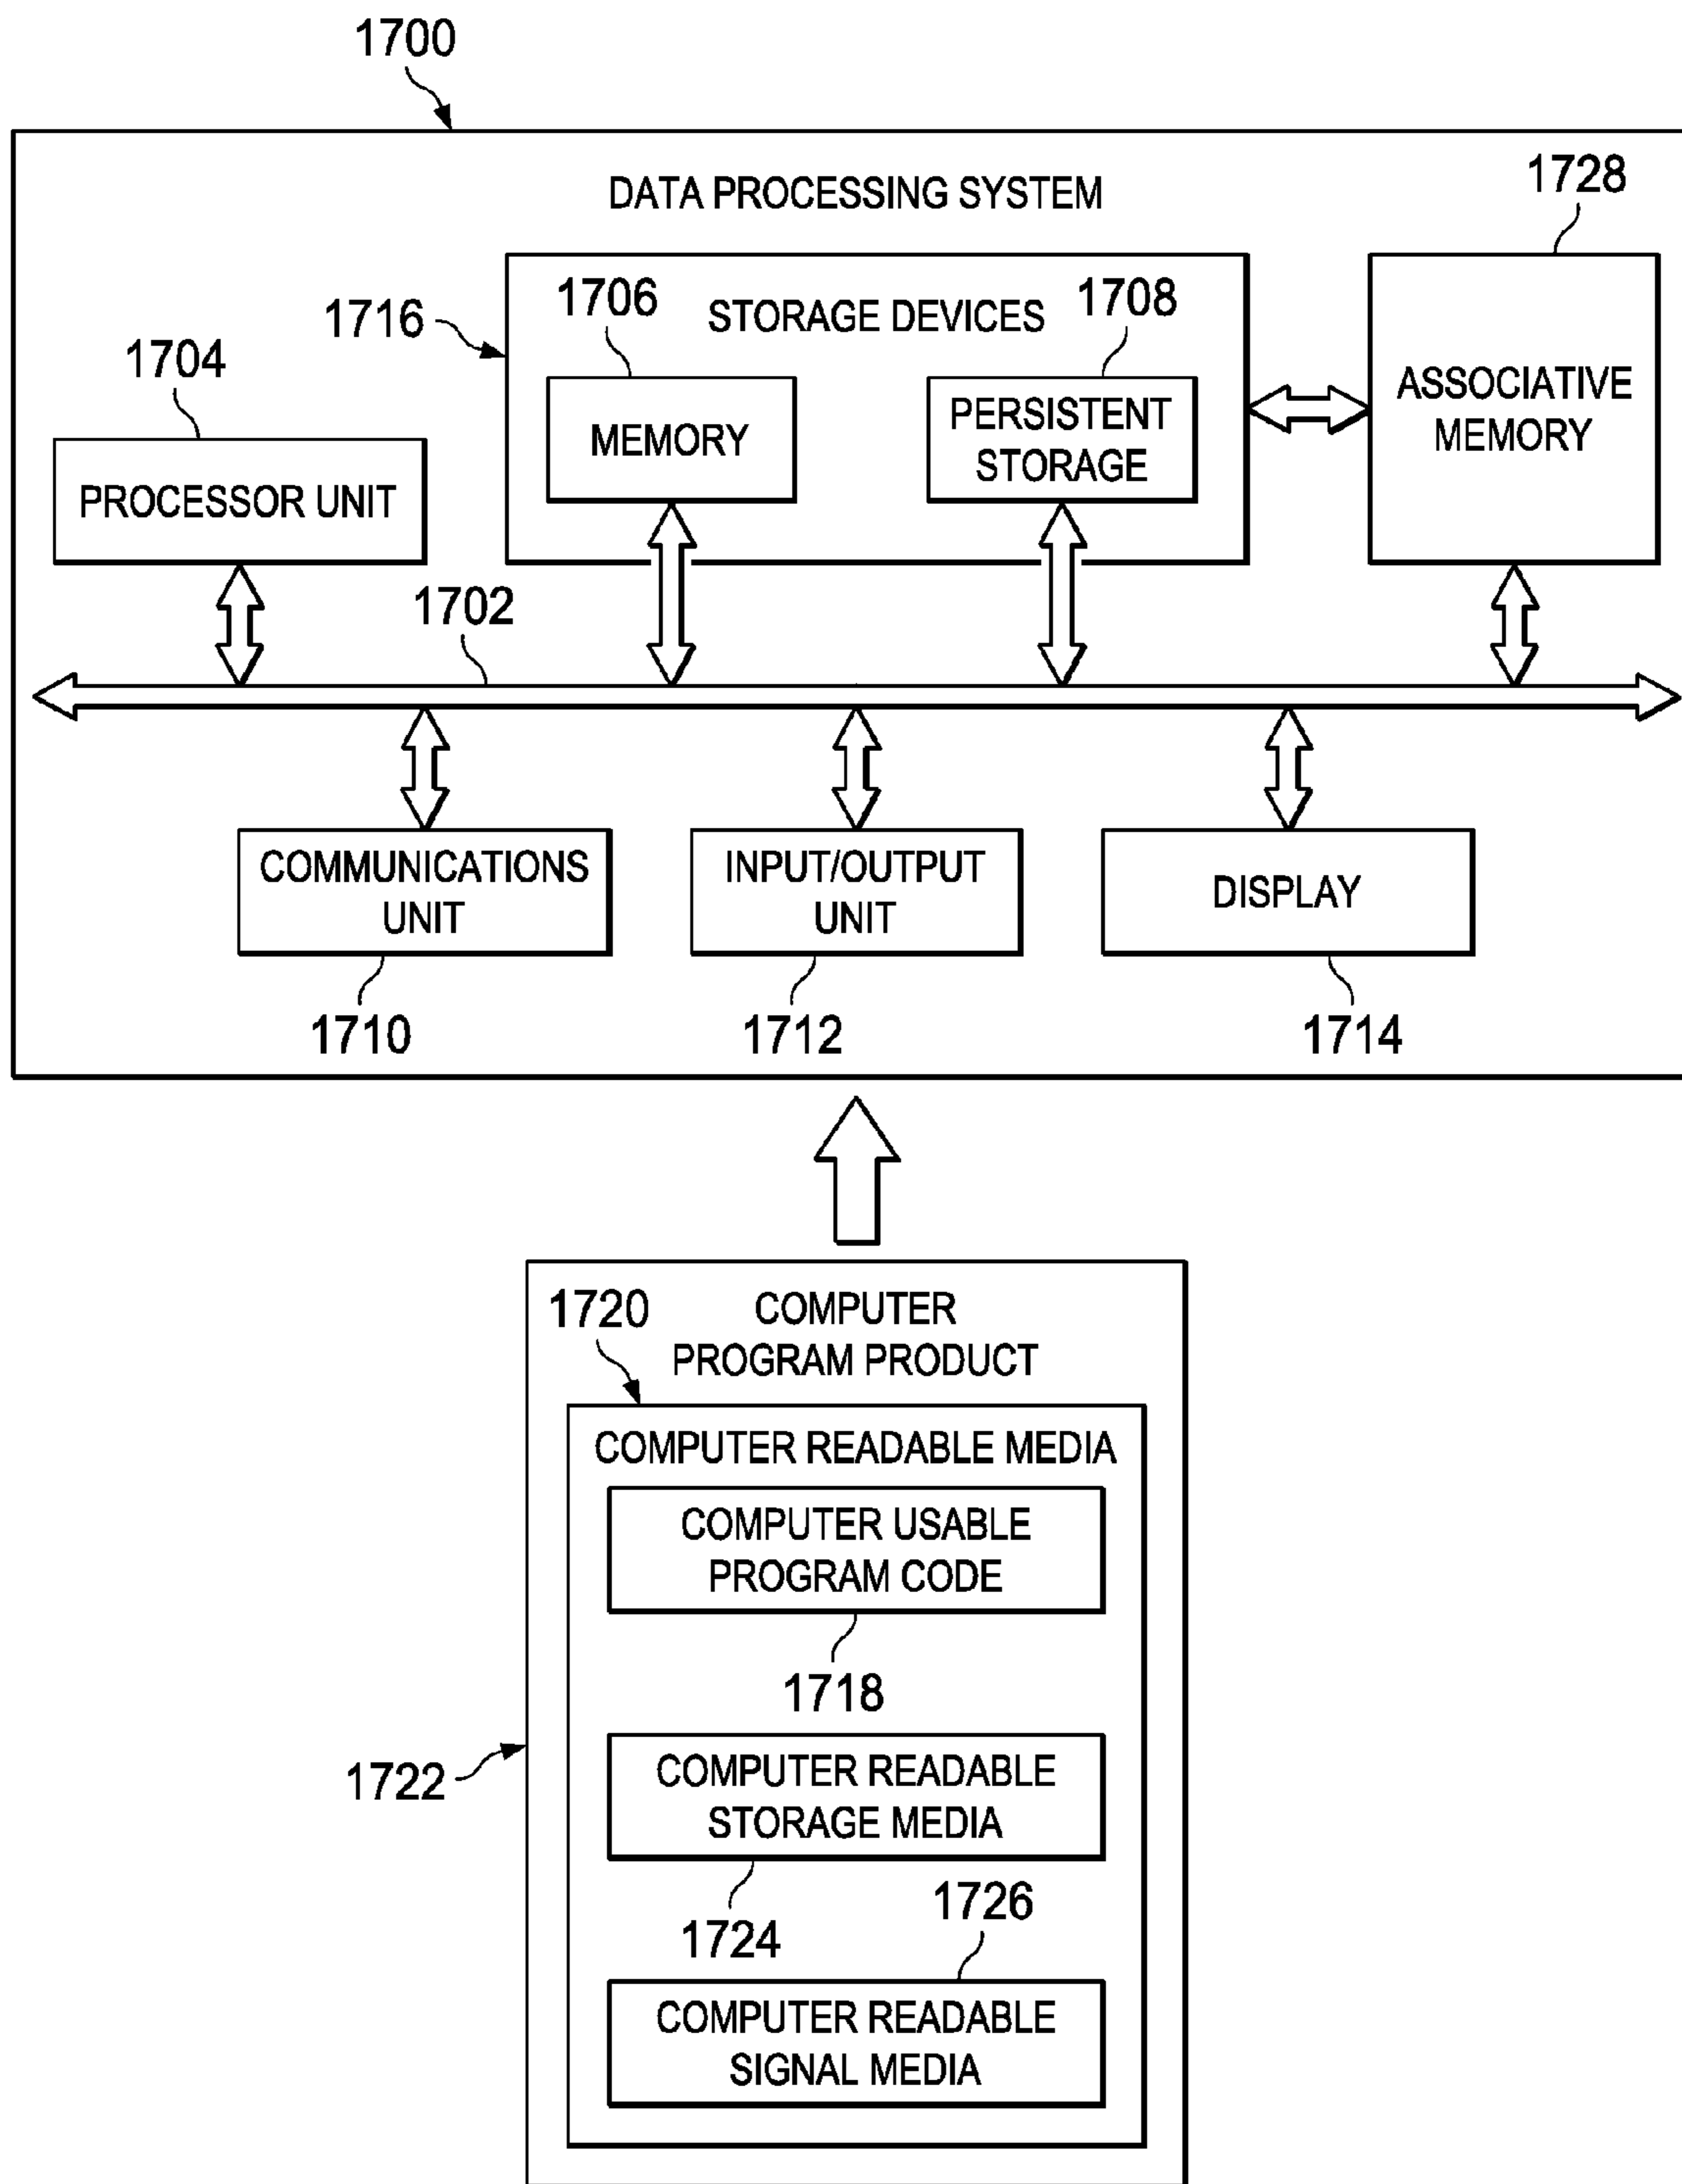 1700
DATA PROCESSING SYSTEM
1728
1716
1706
STORAGE DEVICES
1708
1704
MEMORY
PERSISTENT
STORAGE
ASSOCIATIVE
MEMORY
PROCESSOR UNIT
1702
COMMUNICATIONS
UNIT
INPUT/OUTPUT
UNIT
DISPLAY
1710
1712
1714
1720
COMPUTER
PROGRAM PRODUCT
COMPUTER READABLE MEDIA
COMPUTER USABLE
PROGRAM CODE
1718
1722
COMPUTER READABLE
STORAGE MEDIA
1724
1726
COMPUTER READABLE
SIGNAL MEDIA